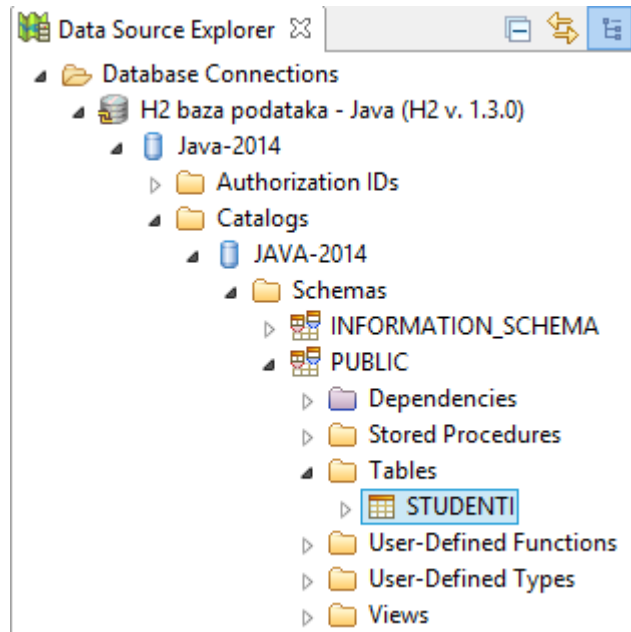 Data Source Explorer
Database Connections
H2 baza podataka - Java (H2 v. 1.3.0)
Java-2014
Authorization IDs
Catalogs
JAVA-2014
Schemas
INFORMATION_SCHEMA
PUBLIC
Dependencies
Stored Procedures
Tables
STUDENTI
User-Defined Functions
User-Defined Types
Views